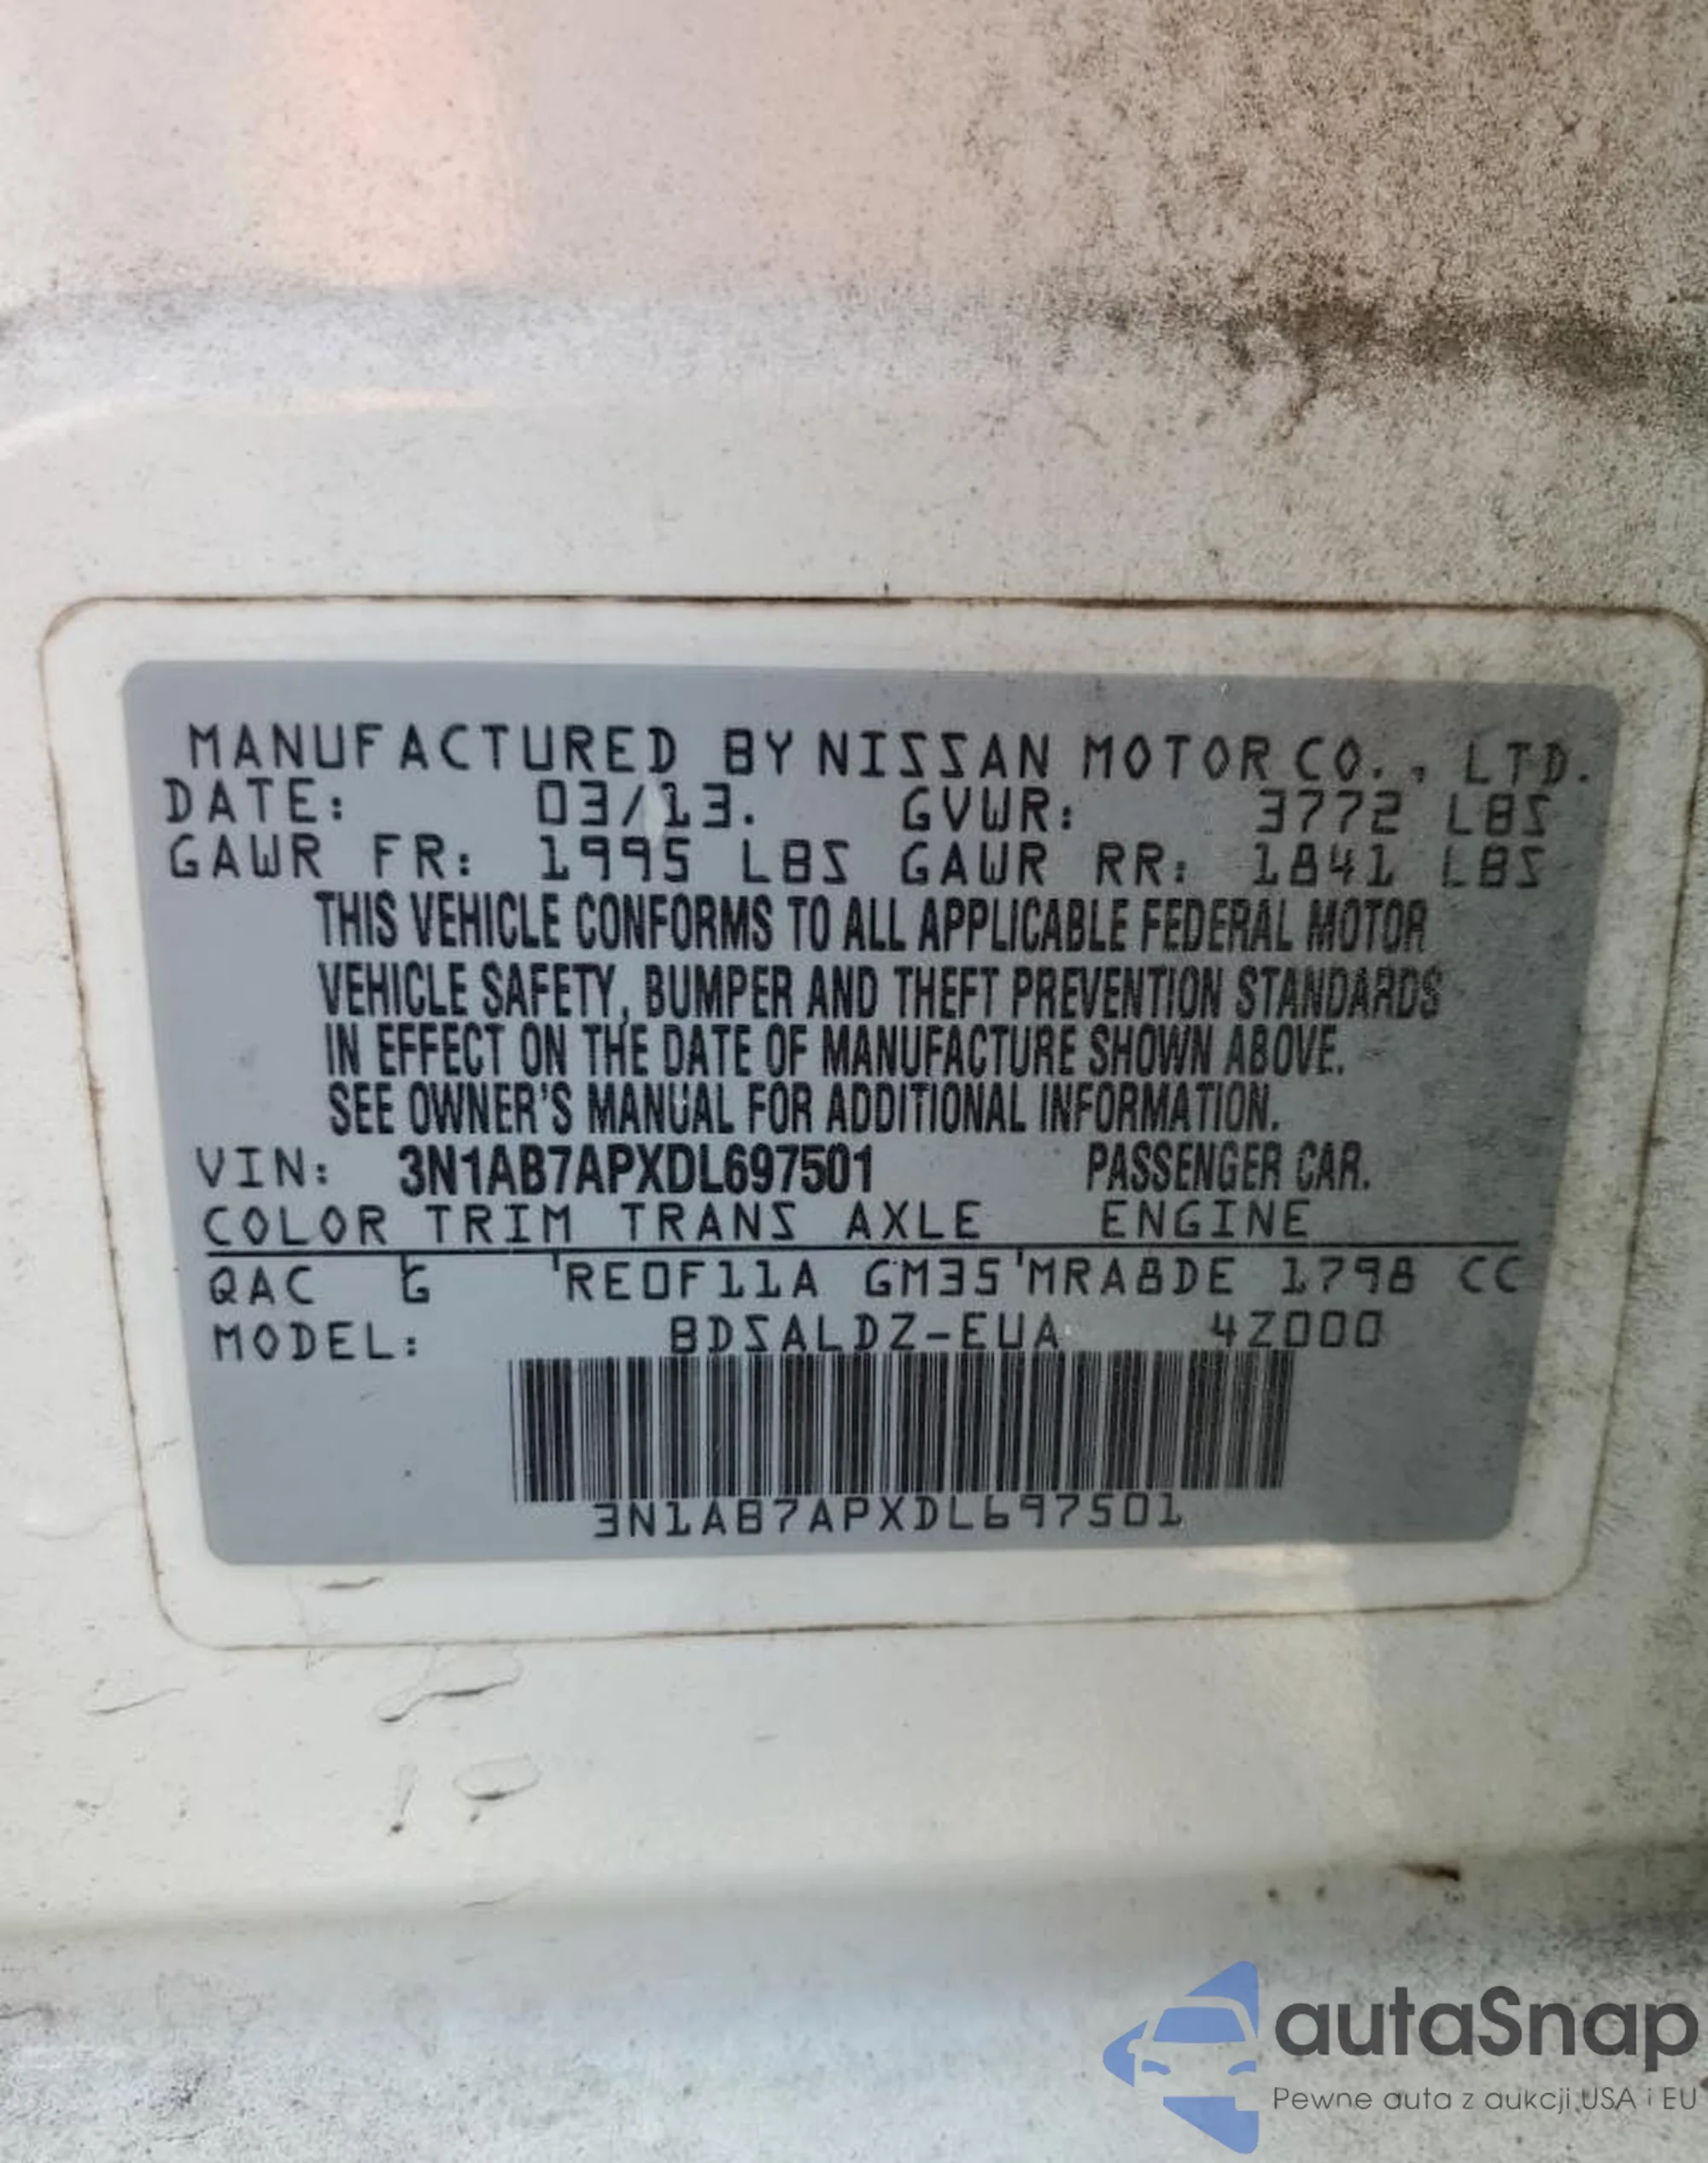 MANUFACTURED BY NISSAN MOTOR CO., LTD.
DATE: 03/13. GVWR: 3772 LBS
GAWR FR: 1995 LBS GAWR RR: 1841 LBS
THIS VEHICLE CONFORMS TO ALL APPLICABLE FEDERAL MOTOR
VEHICLE SAFETY, BUMPER AND THEFT PREVENTION STANDARDS
IN EFFECT ON THE DATE OF MANUFACTURE SHOWN ABOVE.
SEE OWNER'S MANUAL FOR ADDITIONAL INFORMATION.
VIN: 3N1AB7APXDL697501 PASSENGER CAR.
COLOR TRIM TRANS AXLE ENGINE
QAC G RE0F11A GM35 MRA8DE 1798 CC
MODEL: BDSALDZ-EUA 4Z000
3N1AB7APXDL697501
autaSnap
Pewne auta z aukcji USA i EU